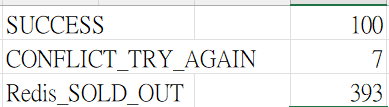 SUCCESS 100
CONFLICT_TRY_AGAIN 7
Redis_SOLD_OUT 393